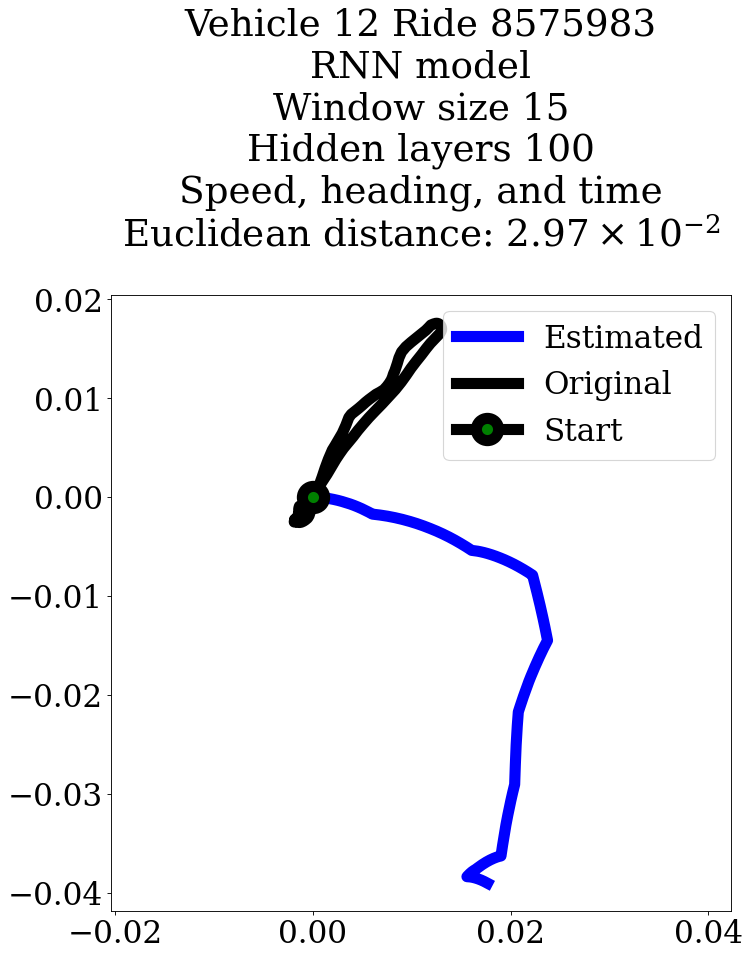 Vehicle 12 Ride 8575983
RNN model
Window size 15
Hidden layers 100
Speed, heading, and time
Euclidean distance: 2.97 × 10⁻²
0.02
0.01
0.00
−0.01
−0.02
−0.03
−0.04
Estimated
Original
Start
−0.02 0.00 0.02 0.04